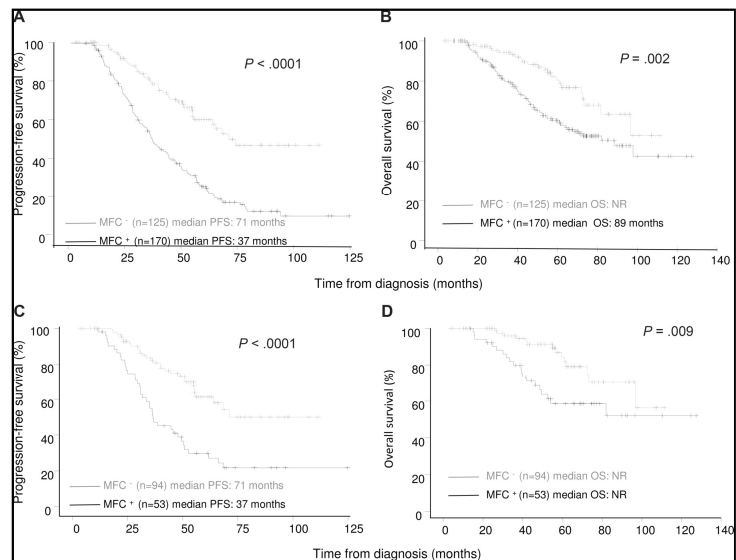 A
Progression-free survival (%)
100
80
60
40
20
0
P < .0001
MFC - (n=125) median PFS: 71 months
MFC + (n=170) median PFS: 37 months
0 25 50 75 100 125
B
Overall survival (%)
100
80
60
40
20
0
P = .002
MFC - (n=125) median OS: NR
MFC + (n=170) median OS: 89 months
0 20 40 60 80 100 120 140
Time from diagnosis (months)
C
Progression-free survival (%)
100
80
60
40
20
0
P < .0001
MFC - (n=94) median PFS: 71 months
MFC + (n=53) median PFS: 37 months
0 25 50 75 100 125
D
Overall survival (%)
100
80
60
40
20
0
P = .009
MFC - (n=94) median OS: NR
MFC + (n=53) median OS: NR
0 20 40 60 80 100 120 140
Time from diagnosis (months)